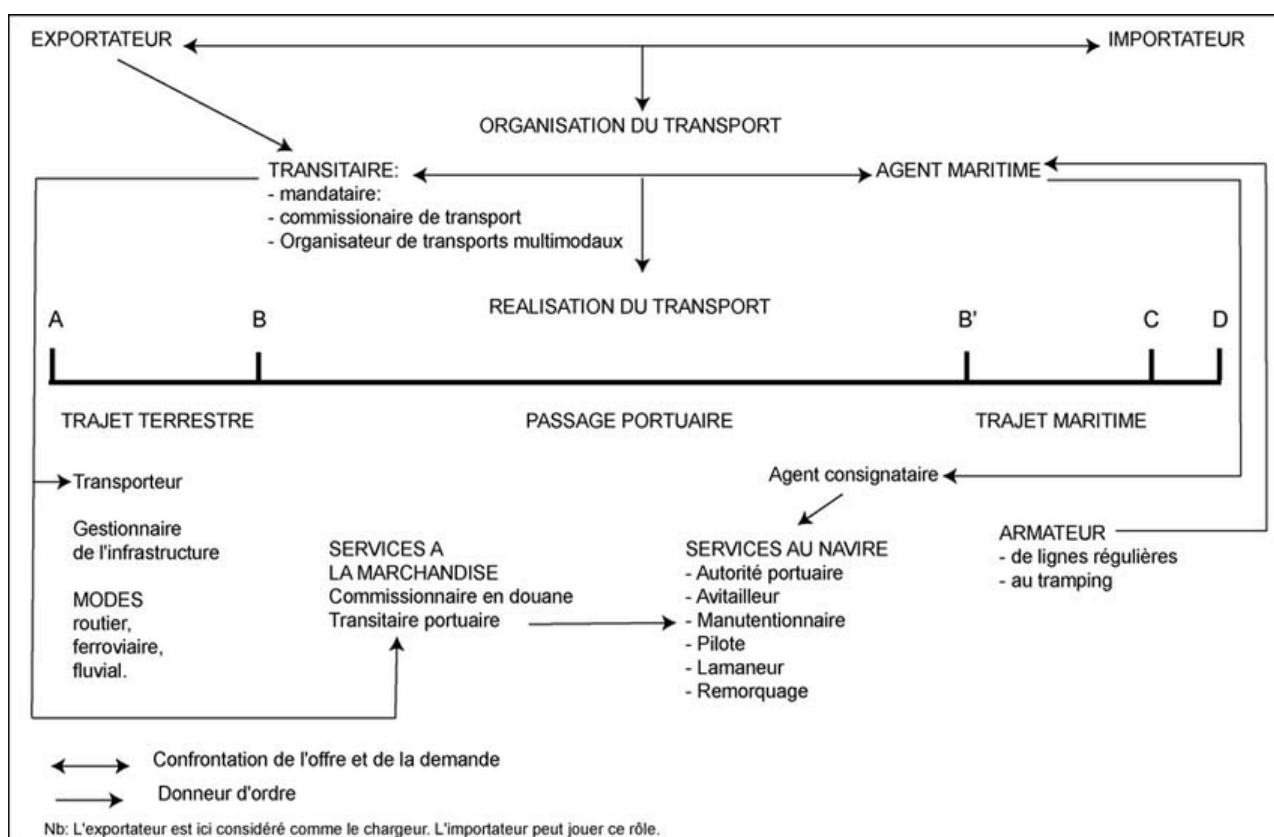 EXPORTATEUR
IMPORTATEUR
ORGANISATION DU TRANSPORT
TRANSITAIRE:
- mandataire:
- commissionaire de transport
- Organisateur de transports multimodaux
AGENT MARITIME
REALISATION DU TRANSPORT
A
B
B'
C
D
TRAJET TERRESTRE
PASSAGE PORTUAIRE
TRAJET MARITIME
Transporteur
Gestionnaire
de l'infrastructure
MODES
routier,
ferroviaire,
fluvial.
SERVICES A
LA MARCHANDISE
Commissionnaire en douane
Transitaire portuaire
Agent consignataire
SERVICES AU NAVIRE
- Autorité portuaire
- Avitailleur
- Manutentionnaire
- Pilote
- Lamaneur
- Remorquage
ARMATEUR
- de lignes régulières
- au tramping
Confrontation de l'offre et de la demande
Donneur d'ordre
Nb: L'exportateur est ici considéré comme le chargeur. L'importateur peut jouer ce rôle.